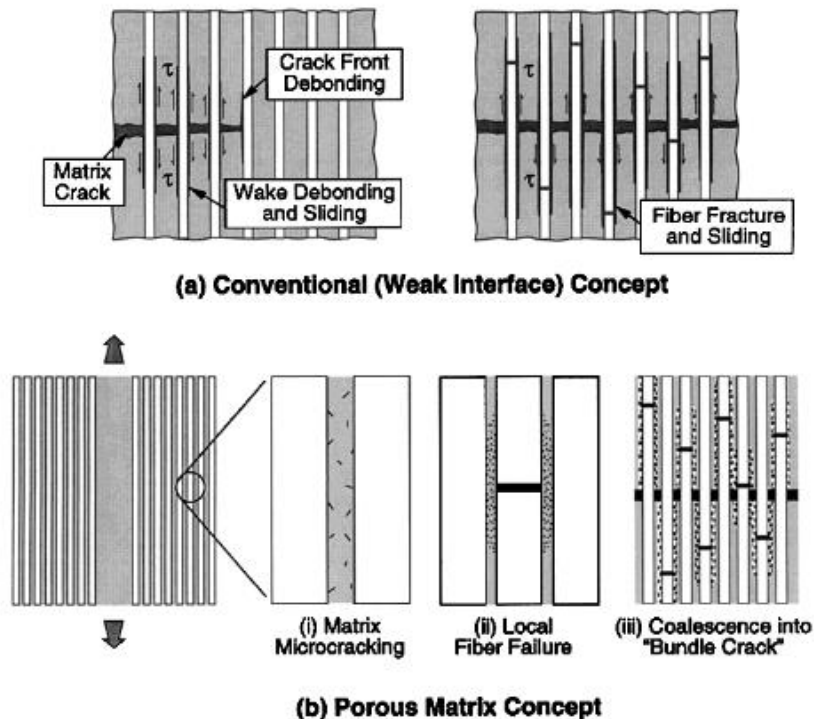 τ
Crack Front
Debonding
Matrix
Crack
τ
Wake Debonding
and Sliding
τ
τ
Fiber Fracture
and Sliding
(a) Conventional (Weak Interface) Concept
(i) Matrix
Microcracking
(ii) Local
Fiber Failure
(iii) Coalescence into
"Bundle Crack"
(b) Porous Matrix Concept